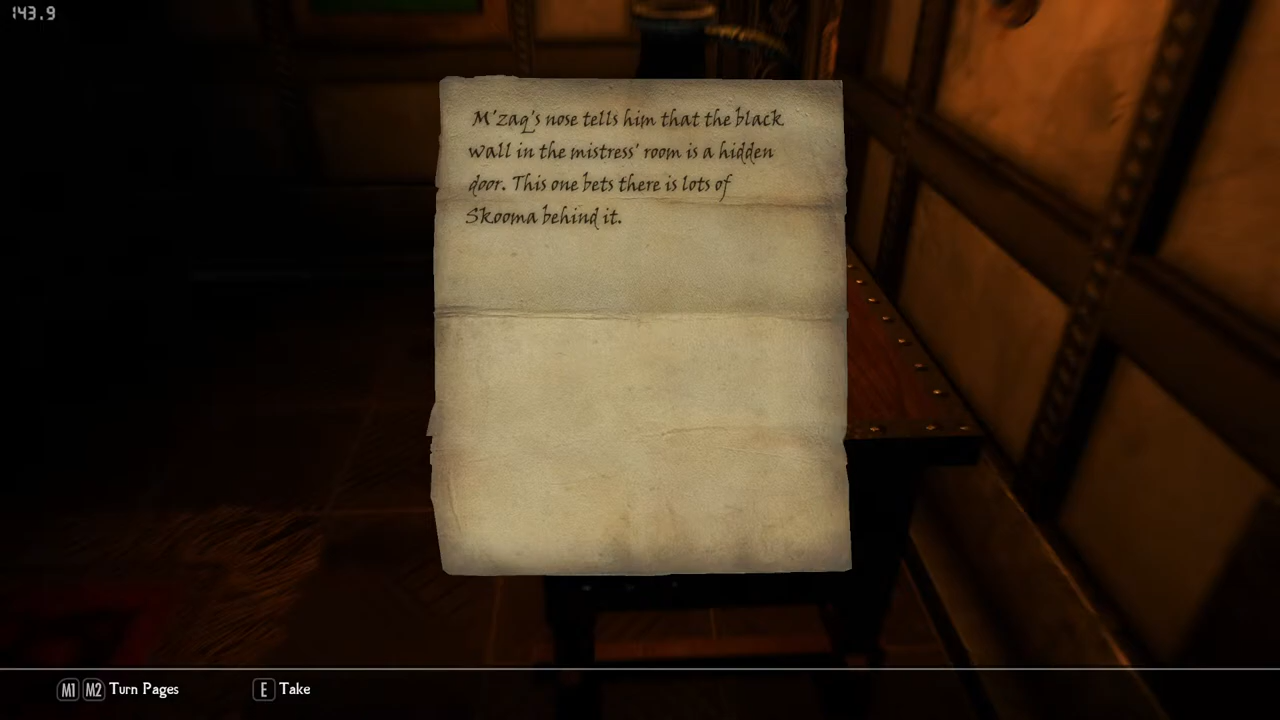 143.9
M'zaq's nose tells him that the black
wall in the mistress' room is a hidden
door. This one bets there is lots of
Skooma behind it.
M1 M2 Turn Pages E Take